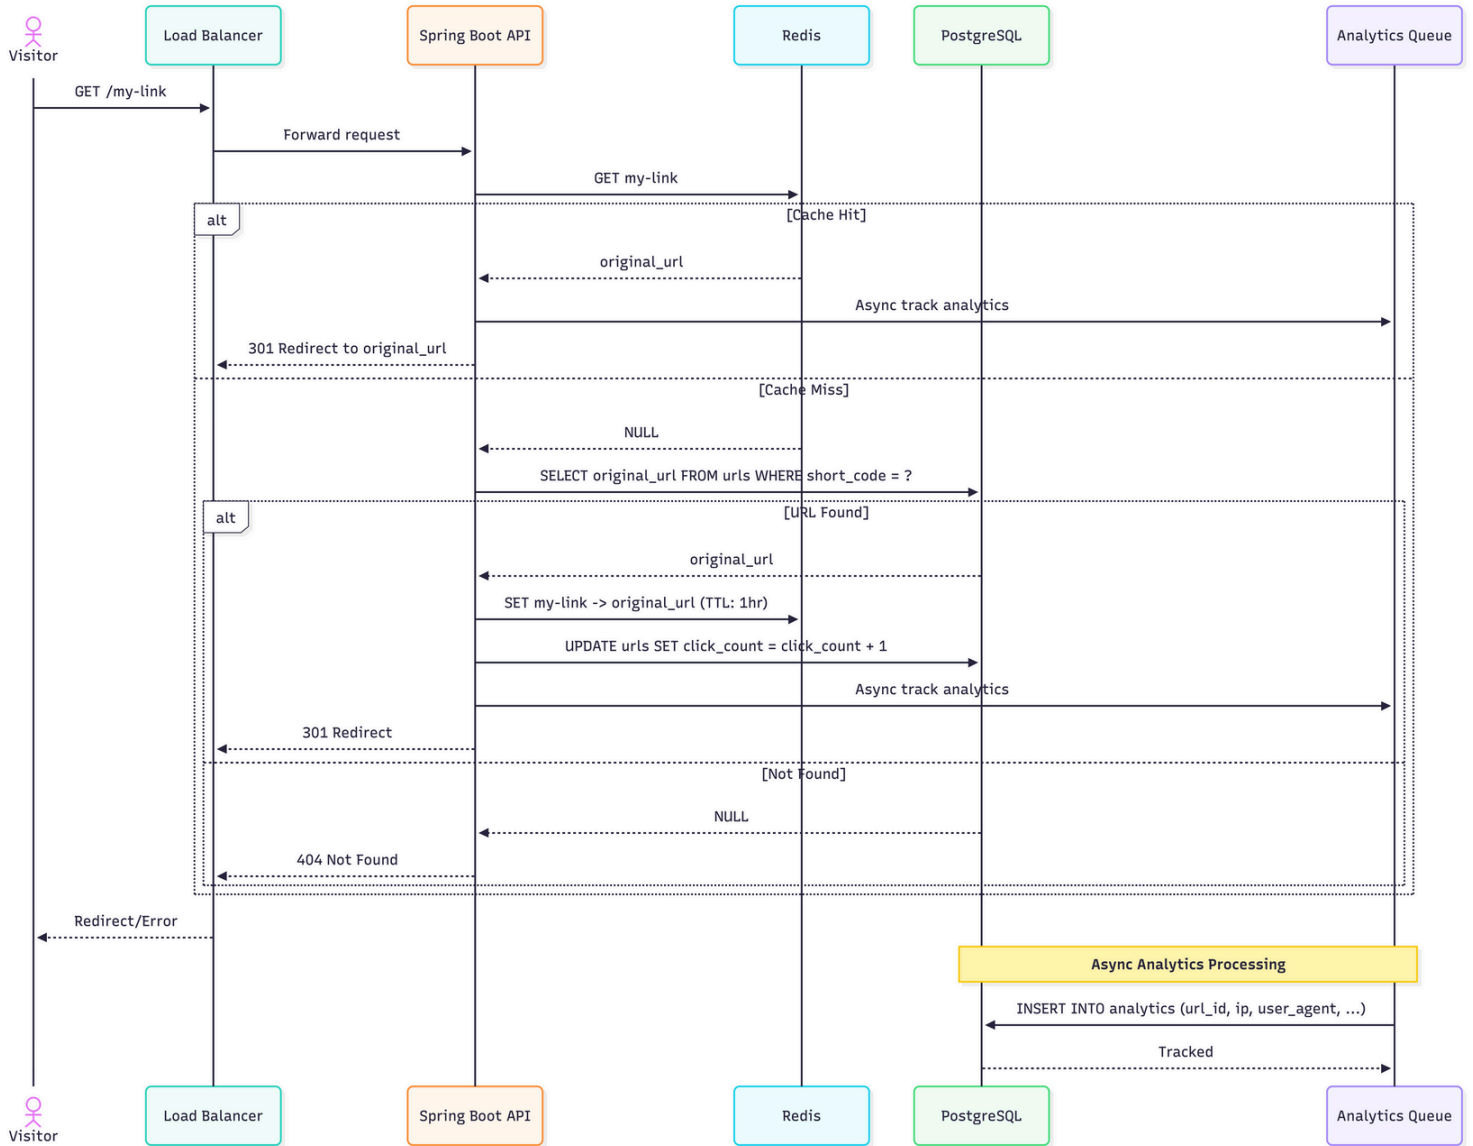 Visitor
Load Balancer
Spring Boot API
Redis
PostgreSQL
Analytics Queue
GET /my-link
Forward request
GET my-link
alt
[Cache Hit]
original_url
Async track analytics
301 Redirect to original_url
[Cache Miss]
NULL
SELECT original_url FROM urls WHERE short_code = ?
alt
[URL Found]
original_url
SET my-link -> original_url (TTL: 1hr)
UPDATE urls SET click_count = click_count + 1
Async track analytics
301 Redirect
[Not Found]
NULL
404 Not Found
Redirect/Error
Async Analytics Processing
INSERT INTO analytics (url_id, ip, user_agent, ...)
Tracked
Visitor
Load Balancer
Spring Boot API
Redis
PostgreSQL
Analytics Queue